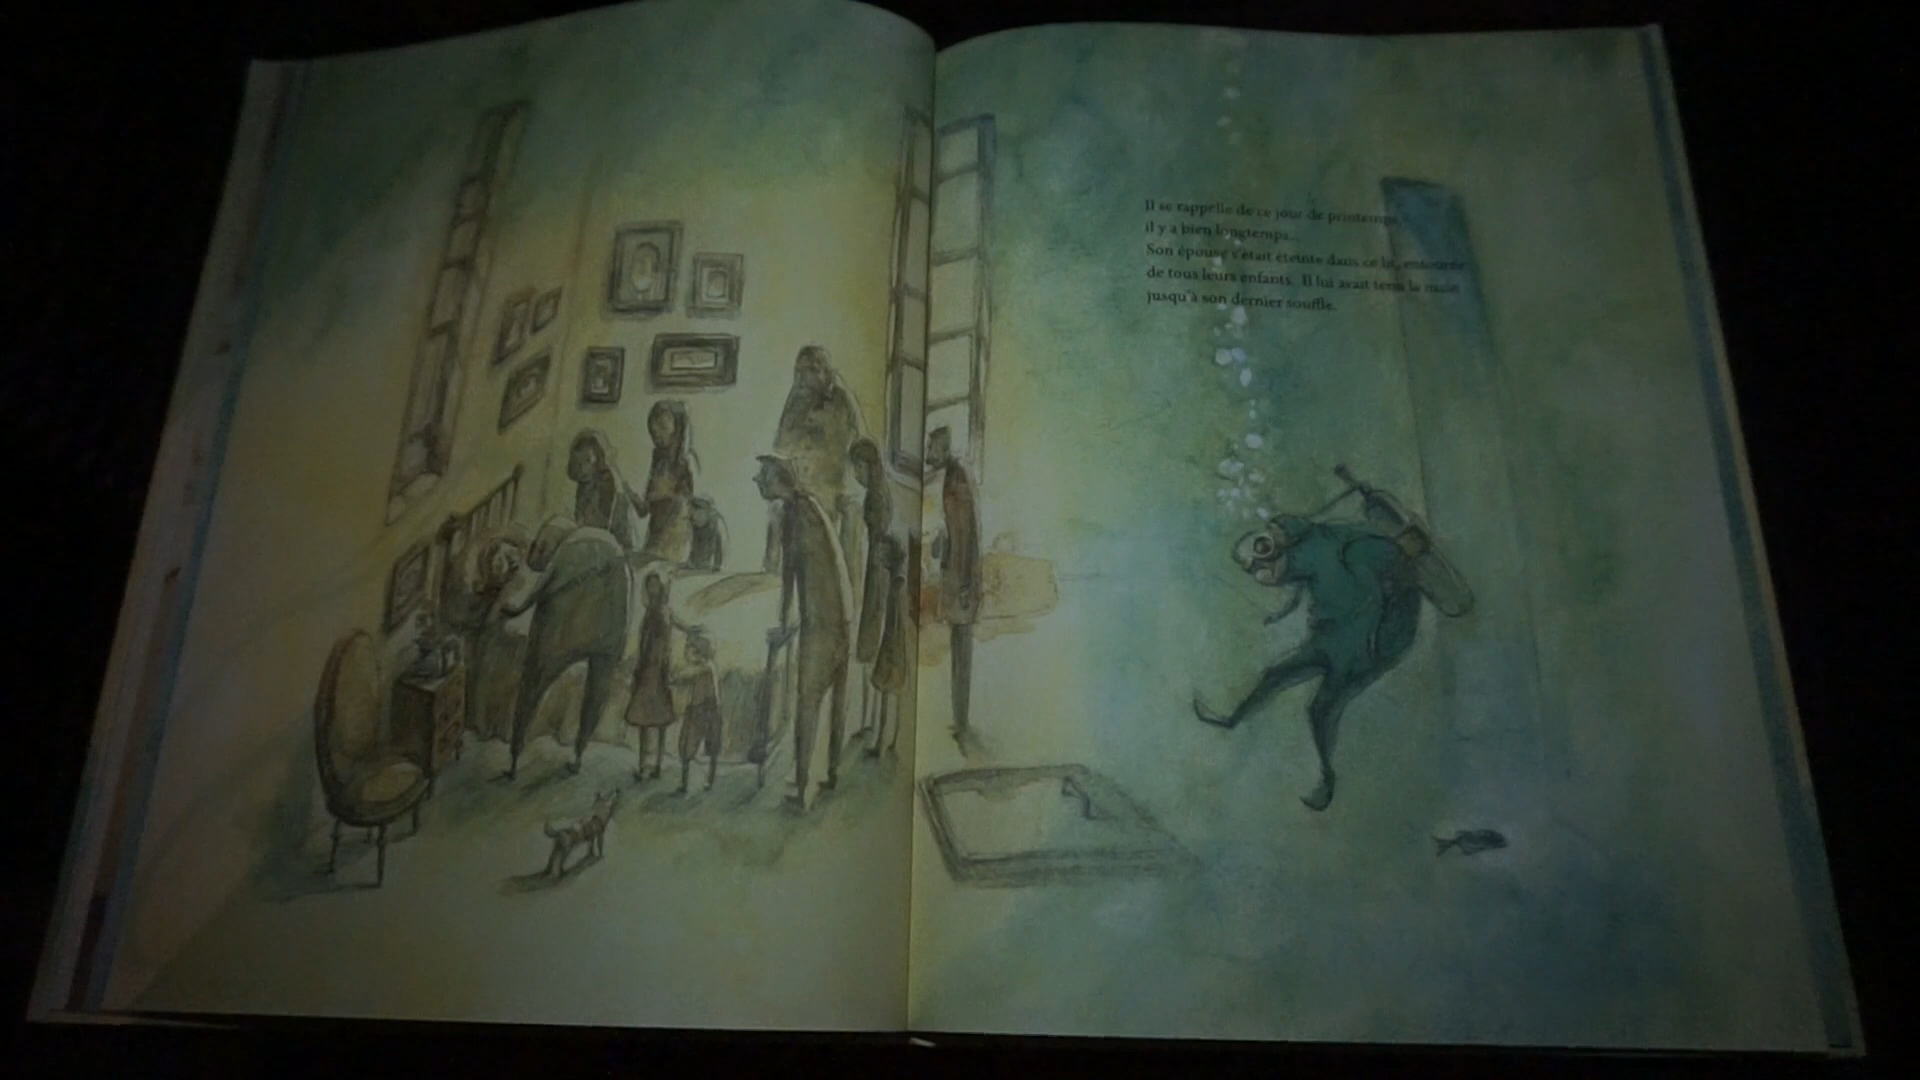 Il se rappelle de ce jour de printemps,
il y a bien longtemps...
Son épouse s'était éteinte dans ce lit, entourée
de tous leurs enfants. Il lui avait tenu la main
jusqu'à son dernier souffle.